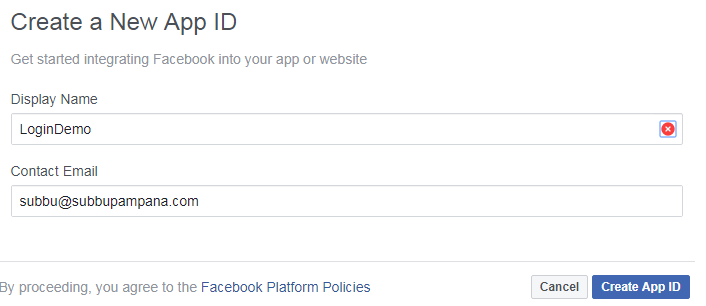 Create a New App ID
Get started integrating Facebook into your app or website
Display Name
LoginDemo
Contact Email
subbu@subbupampana.com
By proceeding, you agree to the Facebook Platform Policies
Cancel
Create App ID